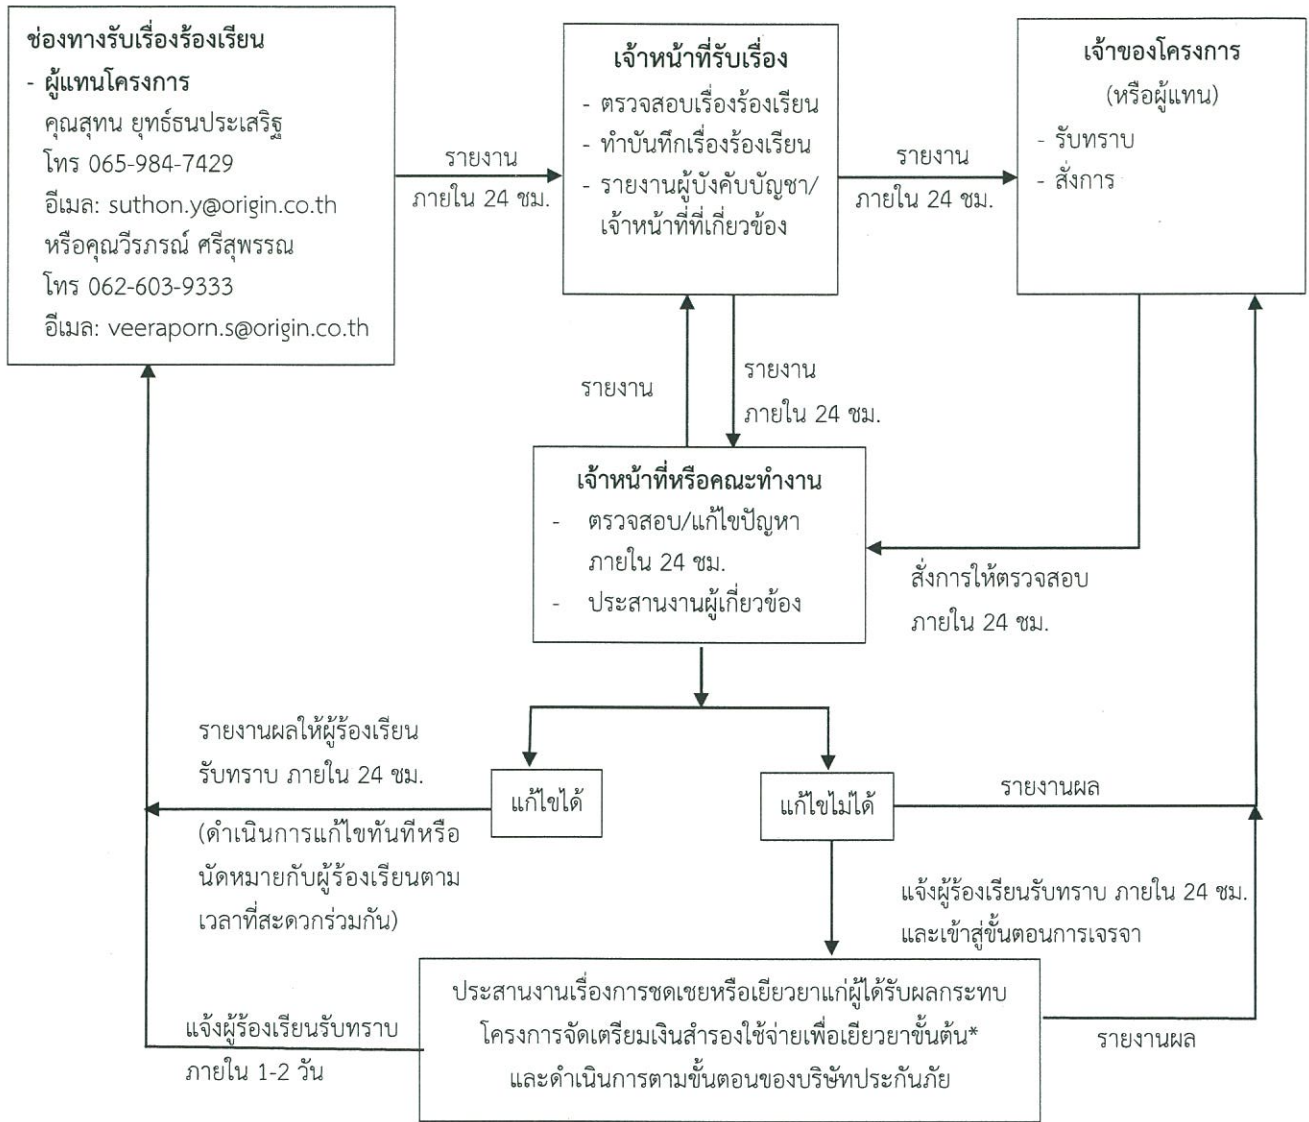 ช่องทางรับเรื่องร้องเรียน
- ผู้แทนโครงการ
คุณสุทน ยุทธ์ธนประเสริฐ
โทร 065-984-7429
อีเมล: suthon.y@origin.co.th
หรือคุณวีรภรณ์ ศรีสุพรรณ
โทร 062-603-9333
อีเมล: veeraporn.s@origin.co.th
รายงาน
ภายใน 24 ชม.
เจ้าหน้าที่รับเรื่อง
- ตรวจสอบเรื่องร้องเรียน
- ทำบันทึกเรื่องร้องเรียน
- รายงานผู้บังคับบัญชา/
เจ้าหน้าที่ที่เกี่ยวข้อง
รายงาน
ภายใน 24 ชม.
เจ้าของโครงการ
(หรือผู้แทน)
- รับทราบ
- สั่งการ
รายงาน
รายงาน
ภายใน 24 ชม.
เจ้าหน้าที่หรือคณะทำงาน
- ตรวจสอบ/แก้ไขปัญหา
ภายใน 24 ชม.
- ประสานงานผู้เกี่ยวข้อง
สั่งการให้ตรวจสอบ
ภายใน 24 ชม.
รายงานผลให้ผู้ร้องเรียน
รับทราบ ภายใน 24 ชม.
(ดำเนินการแก้ไขทันทีหรือ
นัดหมายกับผู้ร้องเรียนตาม
เวลาที่สะดวกร่วมกัน)
แก้ไขได้
แก้ไขไม่ได้
รายงานผล
แจ้งผู้ร้องเรียนรับทราบ ภายใน 24 ชม.
และเข้าสู่ขั้นตอนการเจรจา
แจ้งผู้ร้องเรียนรับทราบ
ภายใน 1-2 วัน
ประสานงานเรื่องการชดเชยหรือเยียวยาแก่ผู้ได้รับผลกระทบ
โครงการจัดเตรียมเงินสำรองใช้จ่ายเพื่อเยียวยาขั้นต้น*
และดำเนินการตามขั้นตอนของบริษัทประกันภัย
รายงานผล